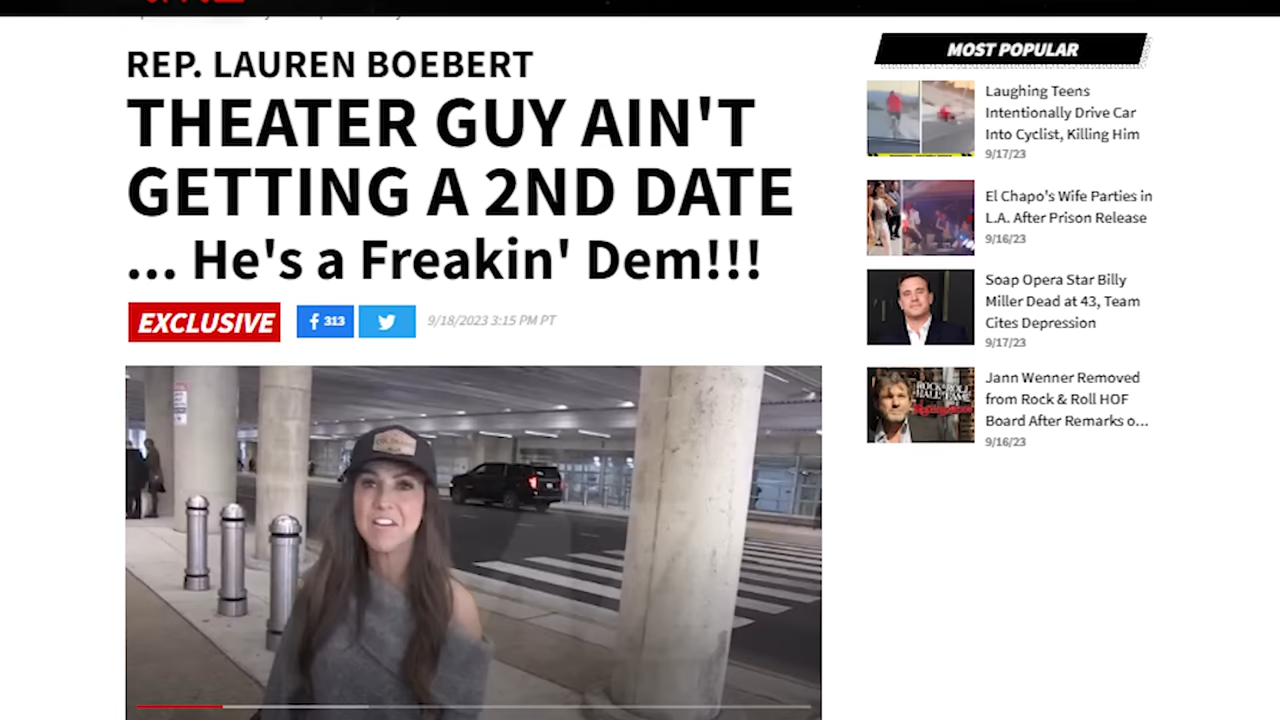 REP. LAUREN BOEBERT
THEATER GUY AIN'T
GETTING A 2ND DATE
... He's a Freakin' Dem!!!
EXCLUSIVE
313
9/18/2023 3:15 PM PT
MOST POPULAR
Laughing Teens
Intentionally Drive Car
Into Cyclist, Killing Him
9/17/23
El Chapo's Wife Parties in
L.A. After Prison Release
9/16/23
Soap Opera Star Billy
Miller Dead at 43, Team
Cites Depression
9/17/23
ROCK & ROLL
Jann Wenner Removed
from Rock & Roll HOF
Board After Remarks o...
9/16/23